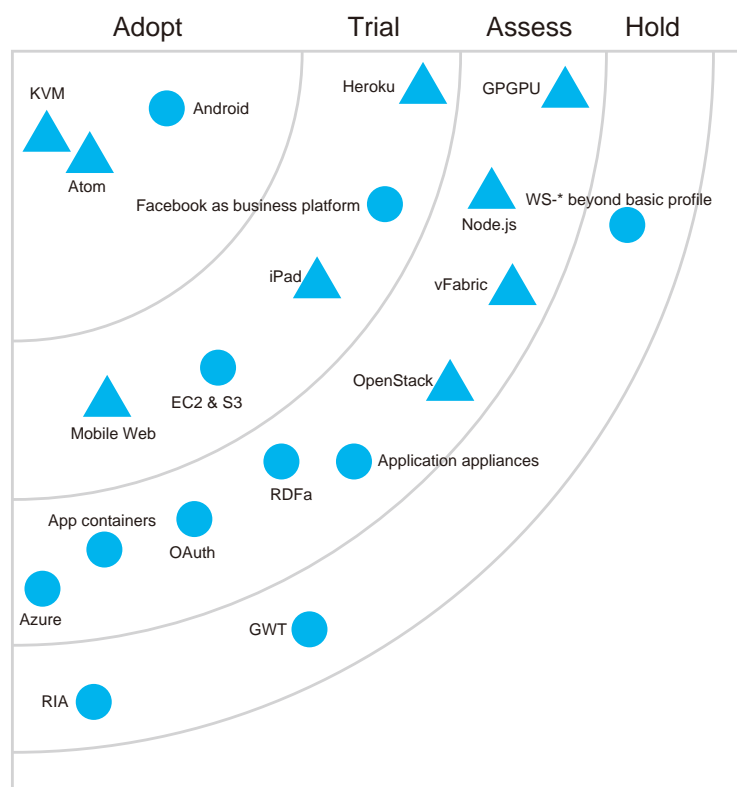 Adopt
Trial
Assess
Hold
KVM
Android
Atom
Heroku
GPGPU
Facebook as business platform
Node.js
WS-* beyond basic profile
iPad
vFabric
OpenStack
EC2 & S3
Mobile Web
Application appliances
RDFa
App containers
OAuth
Azure
GWT
RIA